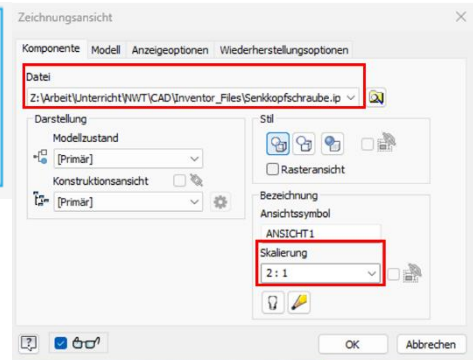 Zeichnungsansicht
Komponente Modell Anzeigeoptionen Wiederherstellungsoptionen
Datei
Z:\Arbeit\Unterricht\NWT\CAD\Inventor_Files\Senkkopfschraube.ip
Darstellung
Modellzustand
[Primär]
Konstruktionsansicht
[Primär]
Stil
Rasteransicht
Bezeichnung
Ansichtssymbol
ANSICHT1
Skalierung
2 : 1
OK Abbrechen